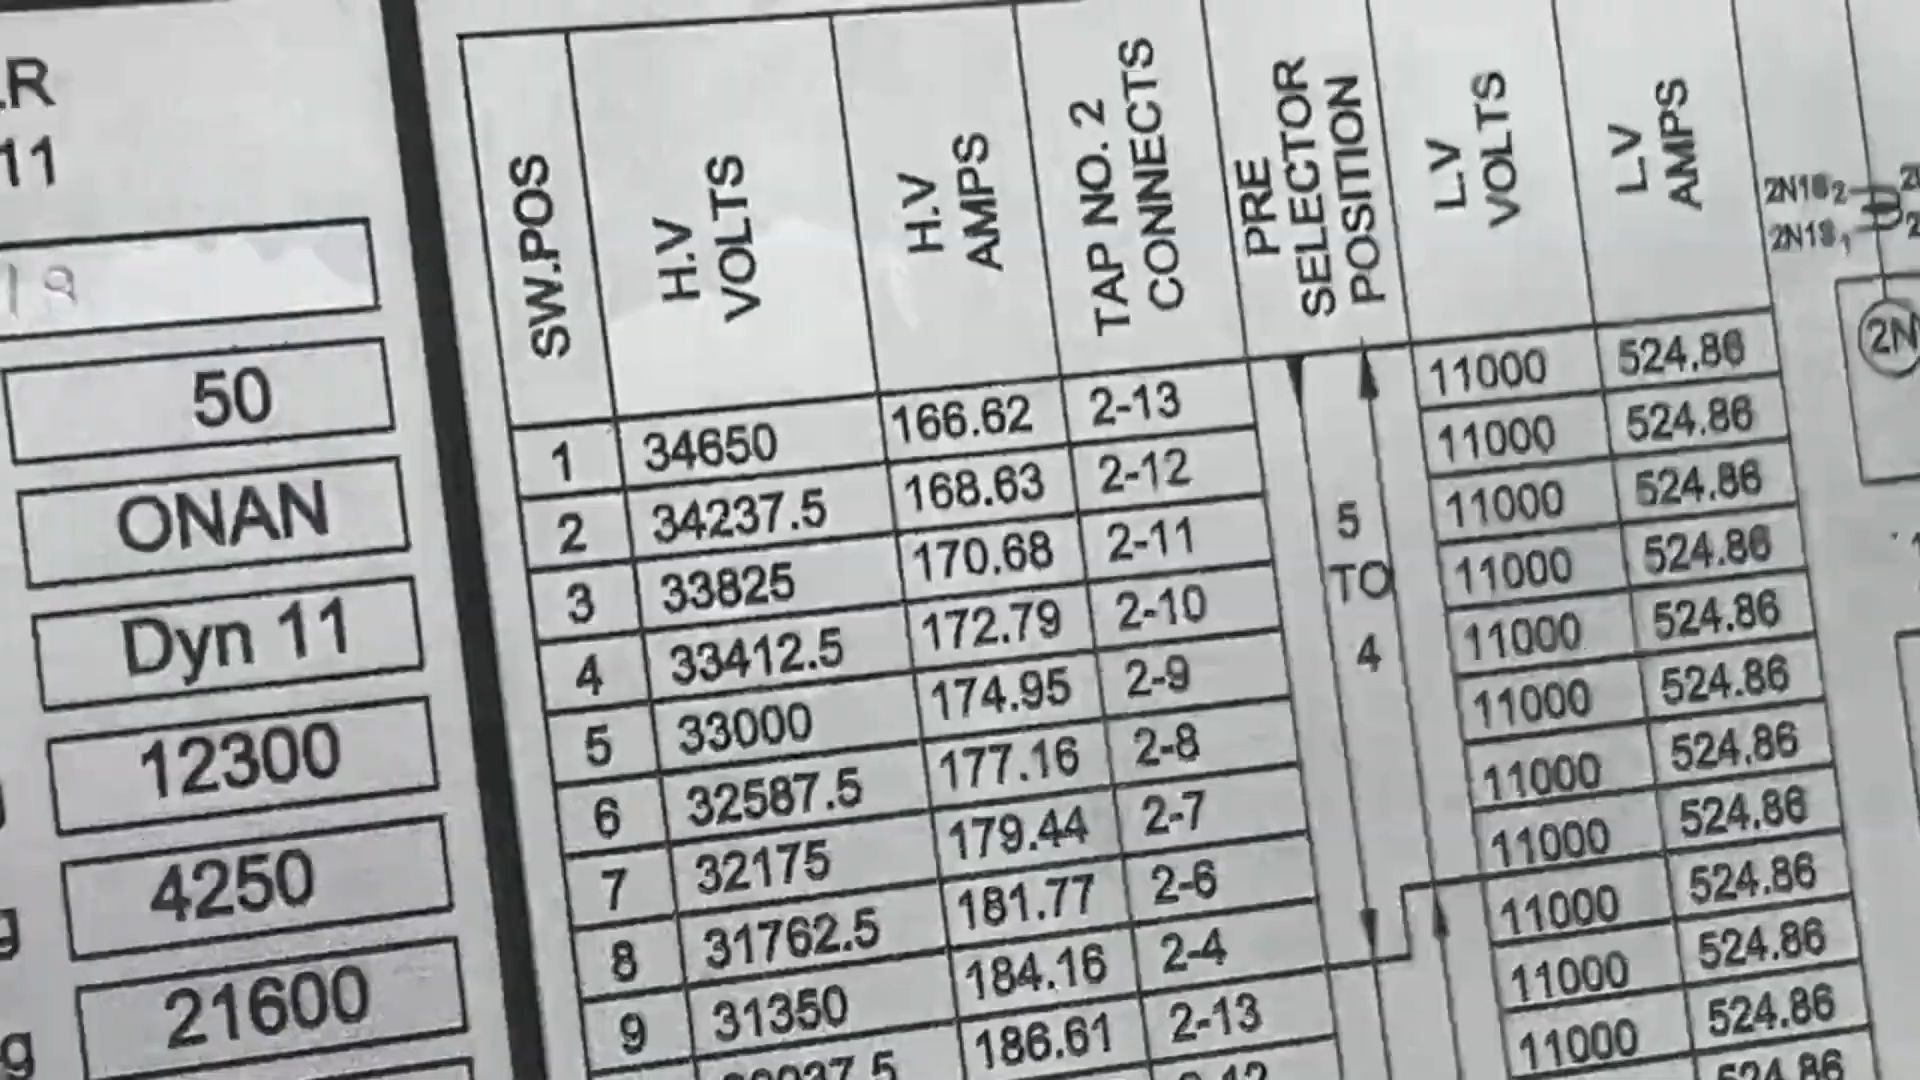 .R
11
19
50
ONAN
Dyn 11
12300
4250
g
21600
g
SW.POS H.V VOLTS H.V AMPS TAP NO. 2 CONNECTS PRE SELECTOR POSITION LV VOLTS LV AMPS
1 34650 166.62 2-13 11000 524.86
2 34237.5 168.63 2-12 11000 524.86
3 33825 170.68 2-11 11000 524.86
4 33412.5 172.79 2-10 11000 524.86
5 33000 174.95 2-9 11000 524.86
6 32587.5 177.16 2-8 11000 524.86
7 32175 179.44 2-7 11000 524.86
8 31762.5 181.77 2-6 11000 524.86
9 31350 184.16 2-4 11000 524.86
186.61 2-13 11000 524.86
524.86
5
TO
4
2N18₂
2N18₁
2N